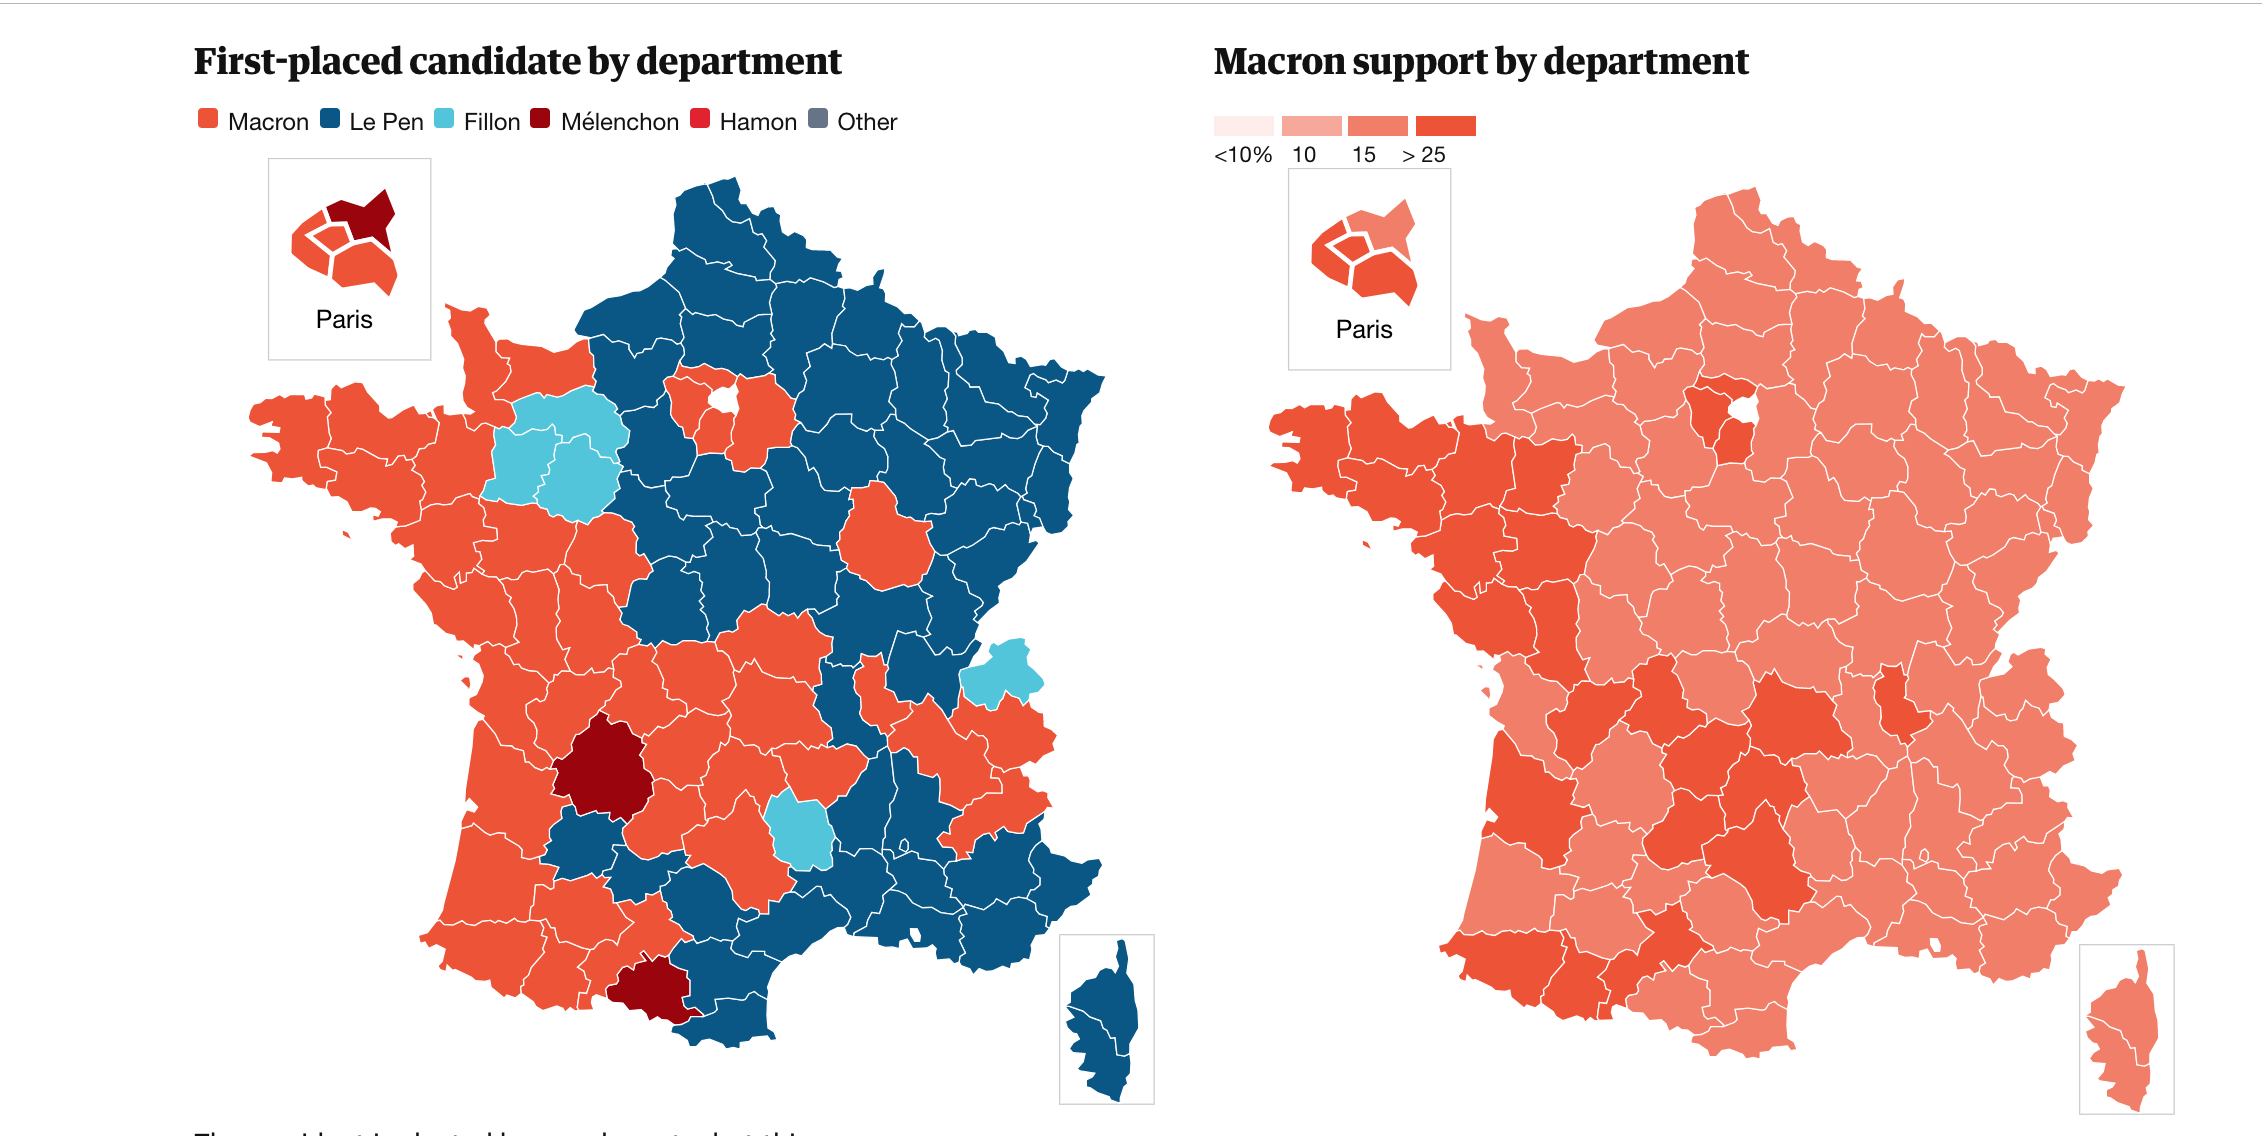 First-placed candidate by department
Macron Le Pen Fillon Mélenchon Hamon Other
Paris
Macron support by department
<10% 10 15 > 25
Paris